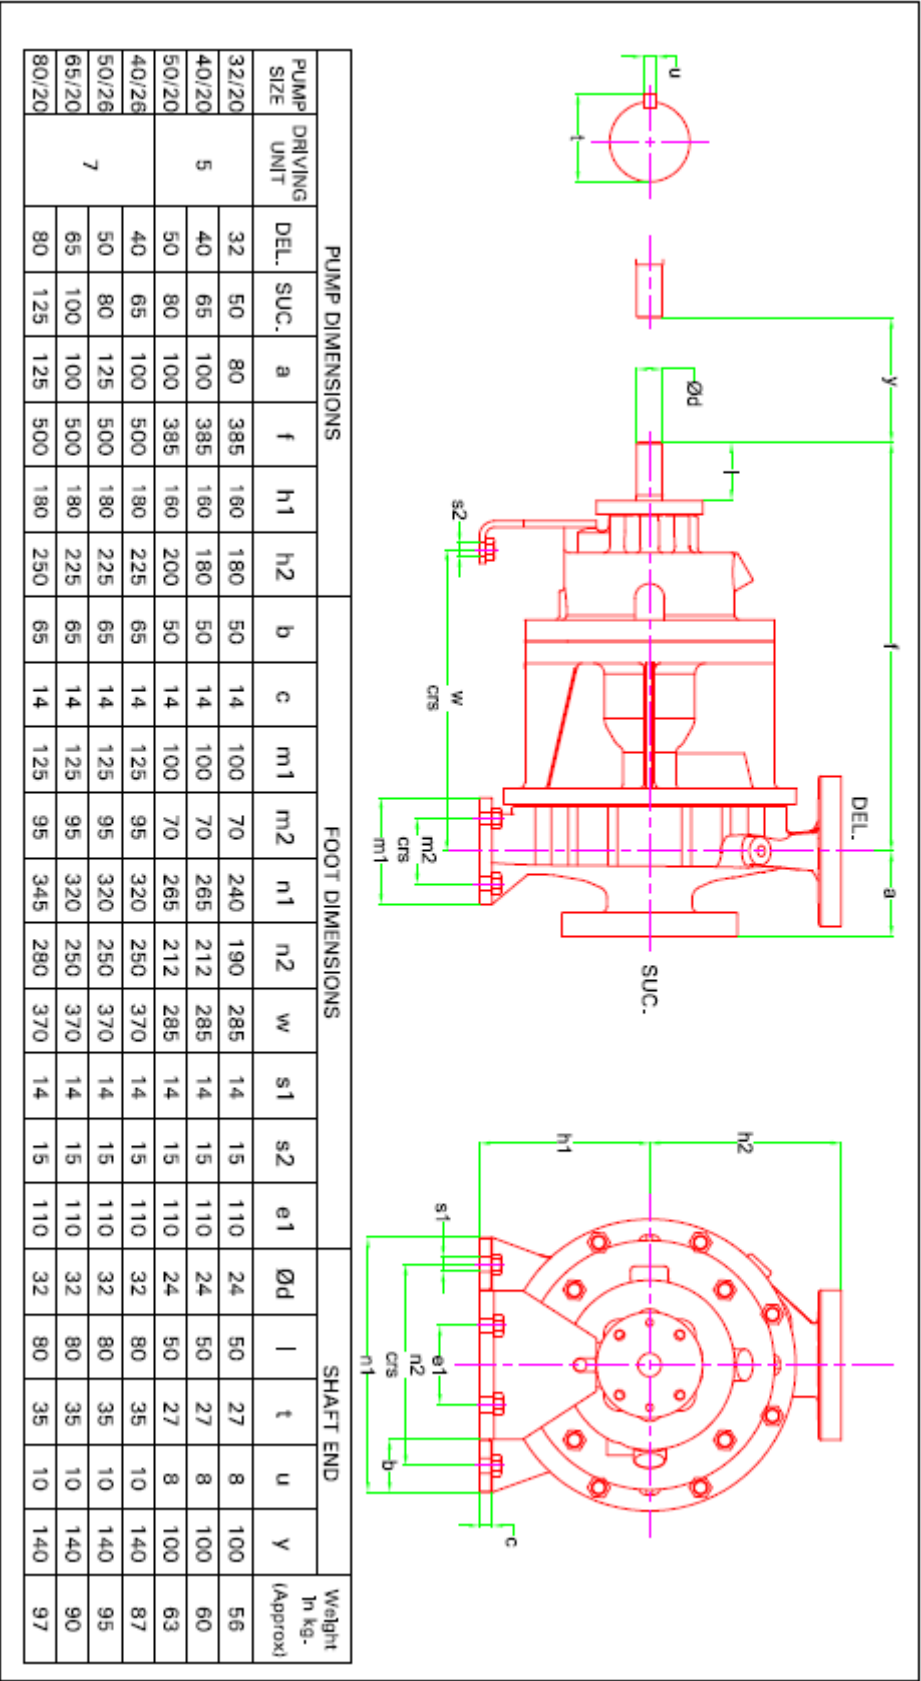 y f a
DEL.
h2
Ød
u
l
t
SUC.
h1
s2
w
crs
m2
crs
m1
s1
e1
n2
crs
n1
b
c
PUMP DIMENSIONS FOOT DIMENSIONS SHAFT END Weight In kg- (Approx)
PUMP SIZE DRIVING UNIT DEL. SUC. a f h1 h2 b c m1 m2 n1 n2 w s1 s2 e1 Ød l t u y
32/20 32 50 80 385 160 180 50 14 100 70 240 190 285 14 15 110 24 50 27 8 100 56
40/20 5 40 65 100 385 160 180 50 14 100 70 265 212 285 14 15 110 24 50 27 8 100 60
50/20 50 80 100 385 160 200 50 14 100 70 265 212 285 14 15 110 24 50 27 8 100 63
40/26 40 65 100 500 180 225 65 14 125 95 320 250 370 14 15 110 32 80 35 10 140 87
50/26 7 50 80 125 500 180 225 65 14 125 95 320 250 370 14 15 110 32 80 35 10 140 95
65/20 65 100 100 500 180 225 65 14 125 95 320 250 370 14 15 110 32 80 35 10 140 90
80/20 80 125 125 500 180 250 65 14 125 95 345 280 370 14 15 110 32 80 35 10 140 97